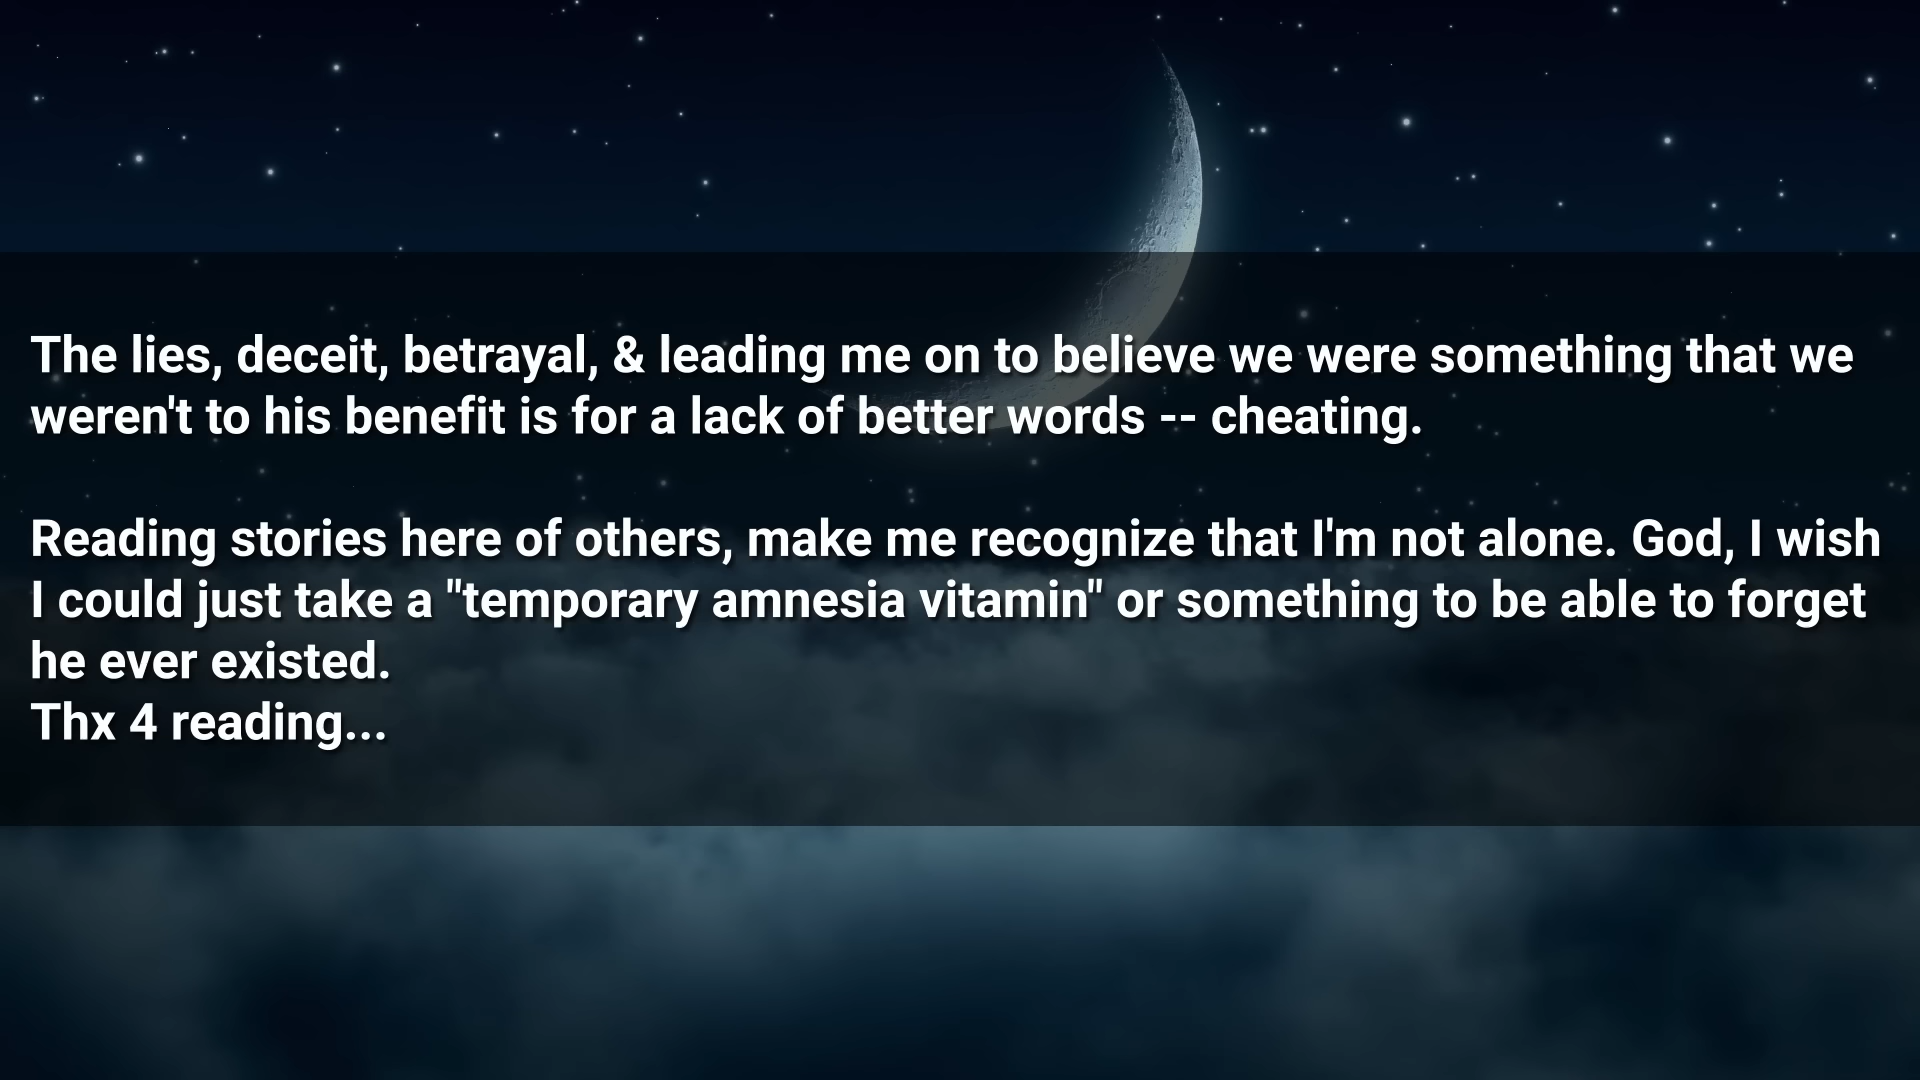 The lies, deceit, betrayal, & leading me on to believe we were something that we
weren't to his benefit is for a lack of better words -- cheating.
Reading stories here of others, make me recognize that I'm not alone. God, I wish
I could just take a "temporary amnesia vitamin" or something to be able to forget
he ever existed.
Thx 4 reading...